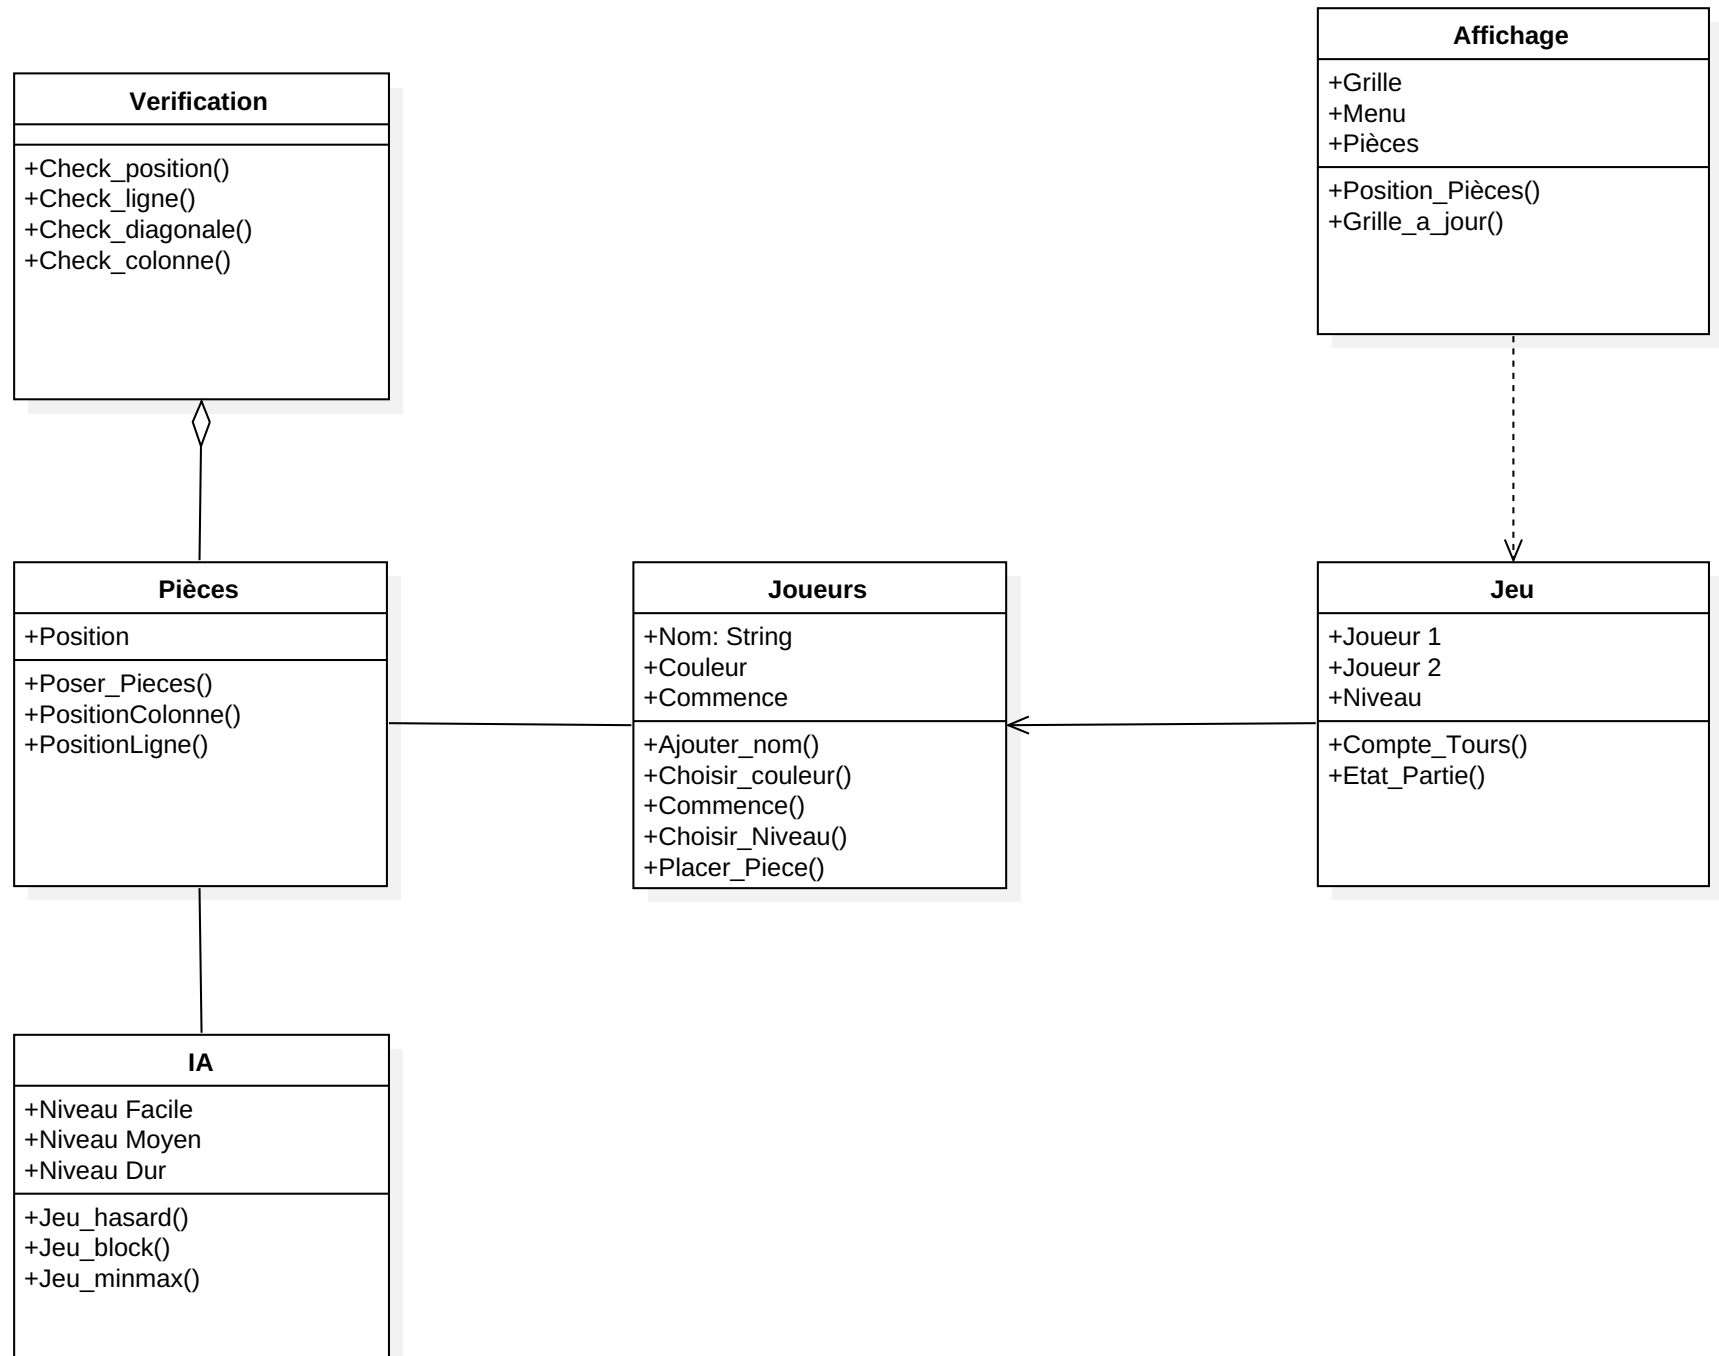 Verification
+Check_position()
+Check_ligne()
+Check_diagonale()
+Check_colonne()
Affichage
+Grille
+Menu
+Pièces
+Position_Pièces()
+Grille_a_jour()
Pièces
+Position
+Poser_Pieces()
+PositionColonne()
+PositionLigne()
Joueurs
+Nom: String
+Couleur
+Commence
+Ajouter_nom()
+Choisir_couleur()
+Commence()
+Choisir_Niveau()
+Placer_Piece()
Jeu
+Joueur 1
+Joueur 2
+Niveau
+Compte_Tours()
+Etat_Partie()
IA
+Niveau Facile
+Niveau Moyen
+Niveau Dur
+Jeu_hasard()
+Jeu_block()
+Jeu_minmax()